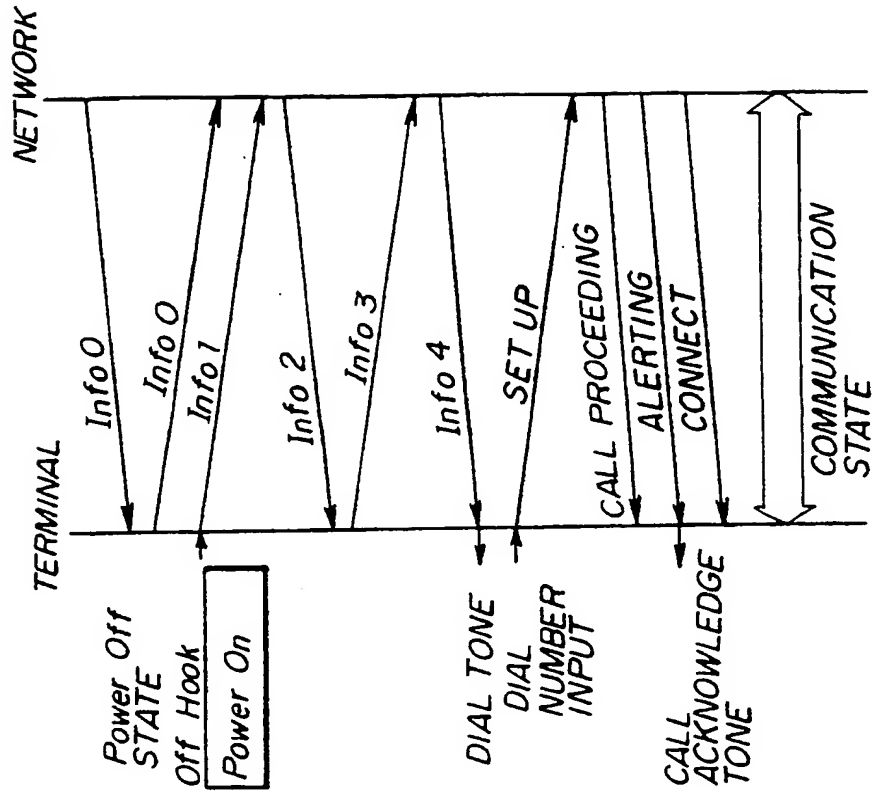 TERMINAL
NETWORK
Info 0
Power Off
STATE
Info 0
Off Hook
Info 1
Power On
Info 2
Info 3
Info 4
DIAL TONE
DIAL
NUMBER
INPUT
SET UP
CALL PROCEEDING
ALERTING
CALL
ACKNOWLEDGE
TONE
CONNECT
COMMUNICATION
STATE